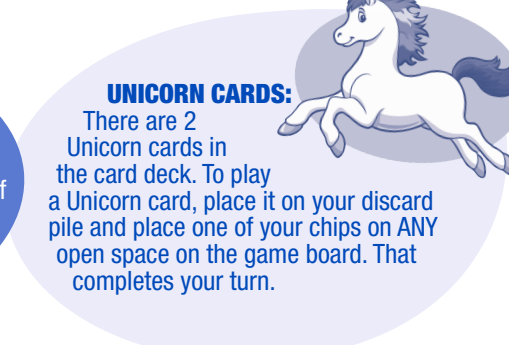 UNICORN CARDS:
There are 2
Unicorn cards in
the card deck. To play
a Unicorn card, place it on your discard
pile and place one of your chips on ANY
open space on the game board. That
completes your turn.
f